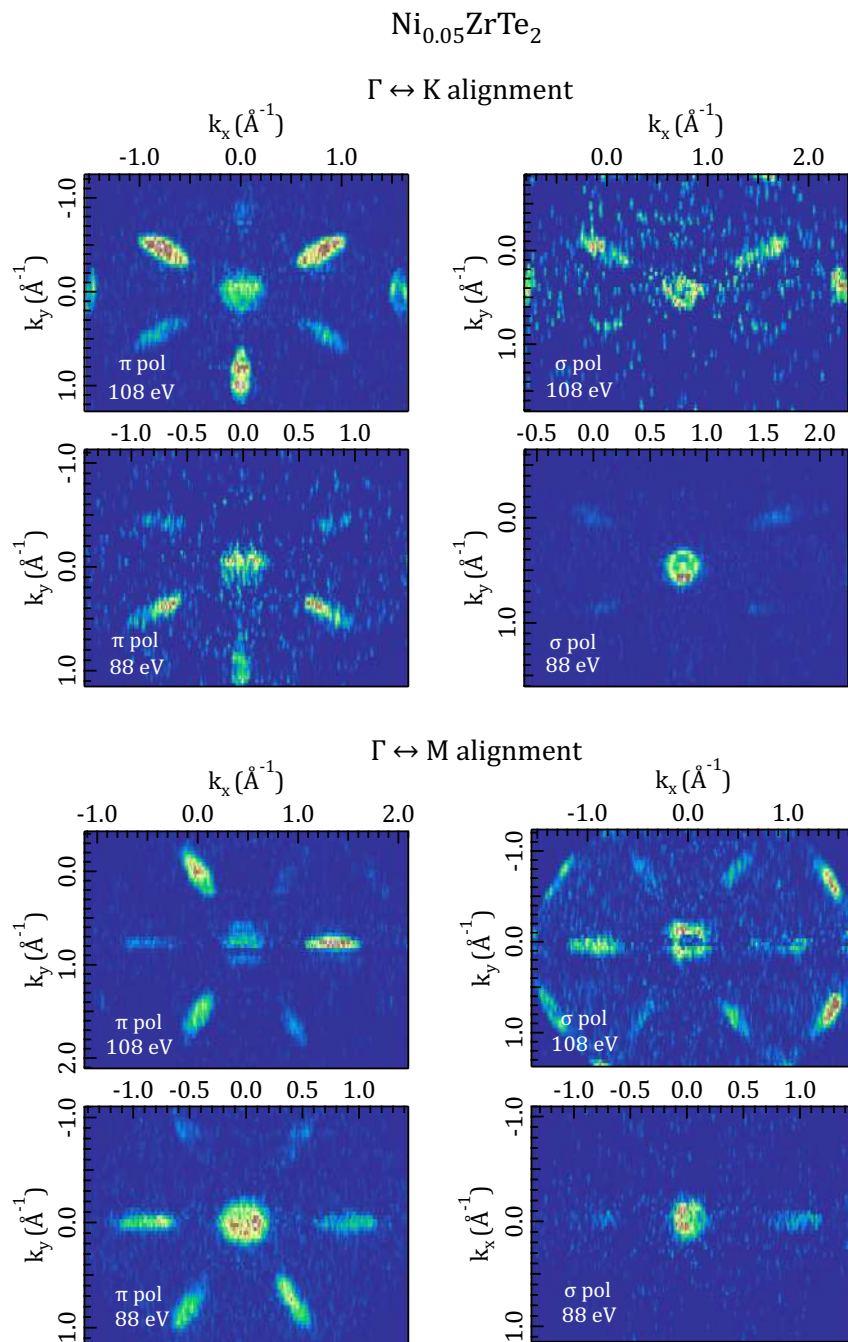 Ni₀.₀₅ZrTe₂
Γ ↔ K alignment
kₓ (Å⁻¹)
kₓ (Å⁻¹)
-1.0 0.0 1.0
0.0 1.0 2.0
k_y (Å⁻¹)
-1.0 0.0 1.0
π pol
108 eV
k_y (Å⁻¹)
0.0 1.0
σ pol
108 eV
-1.0 -0.5 0.0 0.5 1.0
-0.5 0.0 0.5 1.0 1.5 2.0
k_y (Å⁻¹)
-1.0 0.0 1.0
π pol
88 eV
k_y (Å⁻¹)
0.0 1.0
σ pol
88 eV
Γ ↔ M alignment
kₓ (Å⁻¹)
kₓ (Å⁻¹)
-1.0 0.0 1.0 2.0
-1.0 0.0 1.0
k_y (Å⁻¹)
0.0 1.0 2.0
π pol
108 eV
k_y (Å⁻¹)
-1.0 0.0 1.0
σ pol
108 eV
-1.0 -0.5 0.0 0.5 1.0
-1.0 -0.5 0.0 0.5 1.0
k_y (Å⁻¹)
-1.0 0.0 1.0
π pol
88 eV
kₓ (Å⁻¹)
-1.0 0.0 1.0
σ pol
88 eV